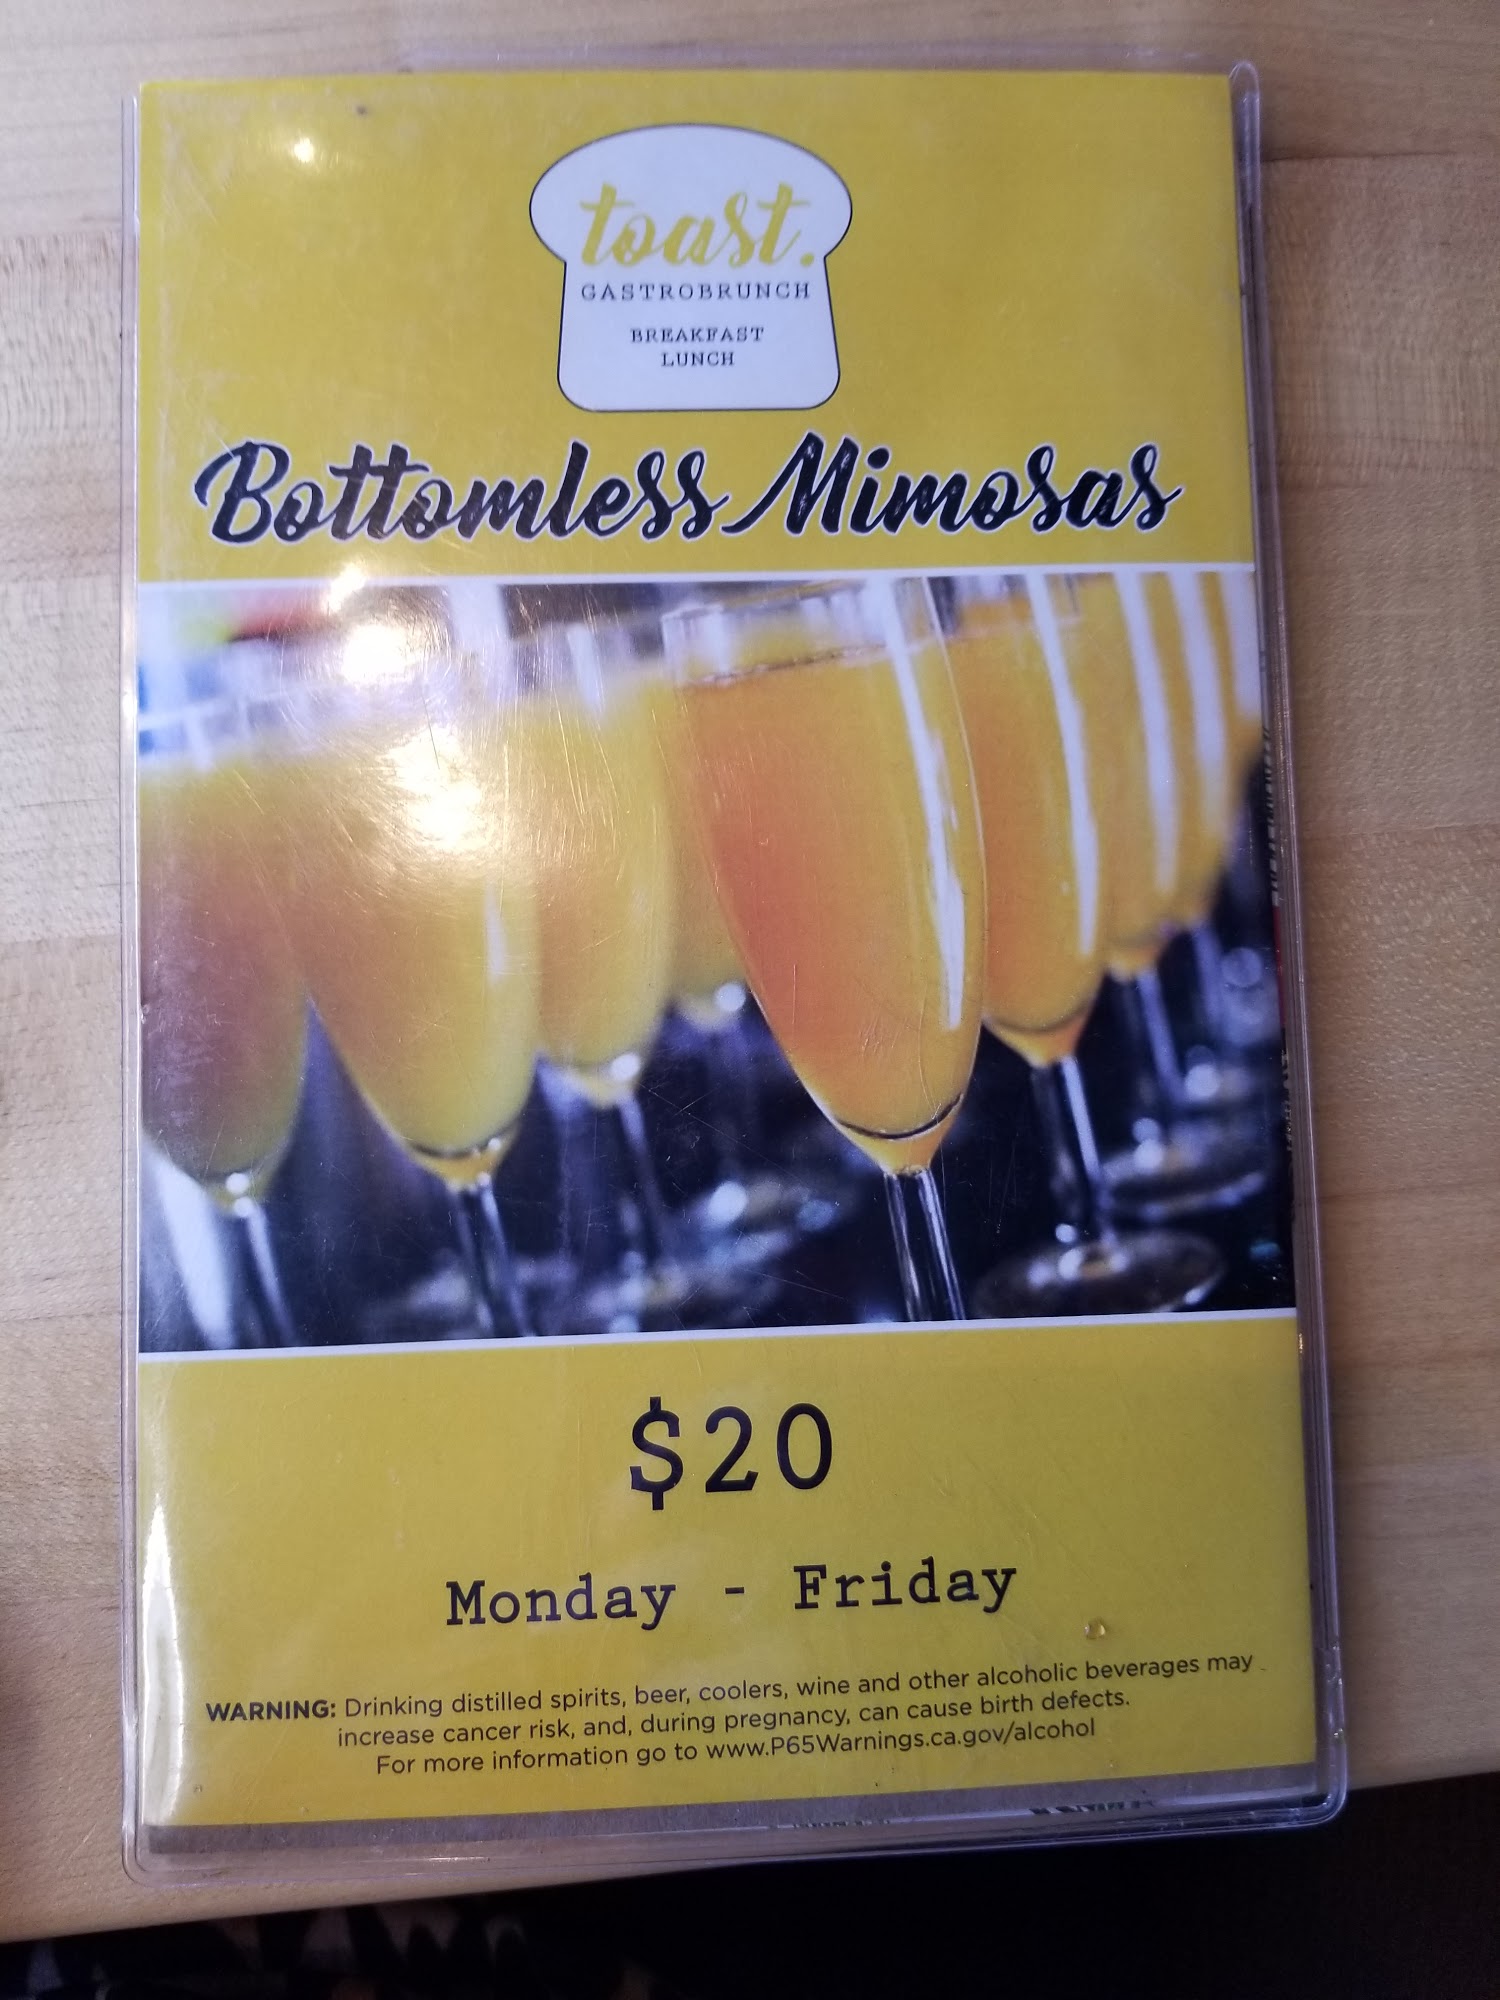 toast.
GASTROBRUNCH
BREAKFAST
LUNCH
Bottomless Mimosas
$20
Monday - Friday
WARNING: Drinking distilled spirits, beer, coolers, wine and other alcoholic beverages may
increase cancer risk, and, during pregnancy, can cause birth defects.
For more information go to www.P65Warnings.ca.gov/alcohol